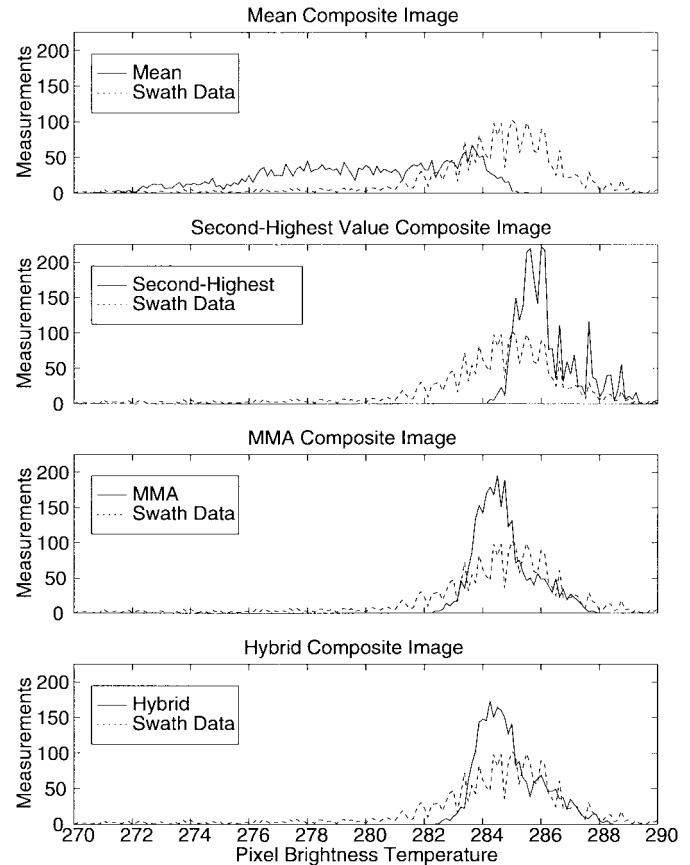 Mean Composite Image
Measurements
200
150
100
50
0
Mean
Swath Data
Second-Highest Value Composite Image
Measurements
200
150
100
50
0
Second-Highest
Swath Data
MMA Composite Image
Measurements
200
150
100
50
0
MMA
Swath Data
Hybrid Composite Image
Measurements
200
150
100
50
0
Hybrid
Swath Data
270 272 274 276 278 280 282 284 286 288 290
Pixel Brightness Temperature